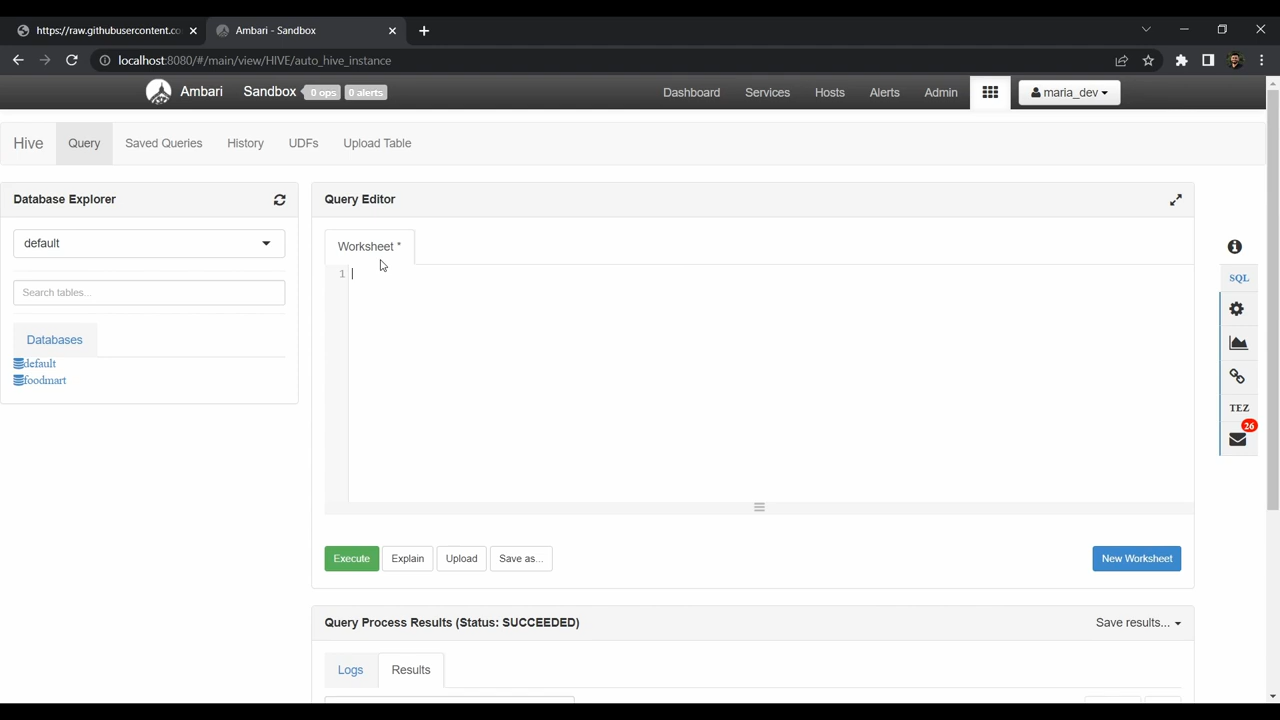 https://raw.githubusercontent.co
Ambari - Sandbox
localhost:8080/#/main/view/HIVE/auto_hive_instance
Ambari Sandbox 0 ops 0 alerts Dashboard Services Hosts Alerts Admin maria_dev
Hive Query Saved Queries History UDFs Upload Table
Database Explorer
default
Search tables...
Databases
default
foodmart
Query Editor
Worksheet *
1
Execute Explain Upload Save as... New Worksheet
Query Process Results (Status: SUCCEEDED) Save results...
Logs Results
SQL
TEZ
26